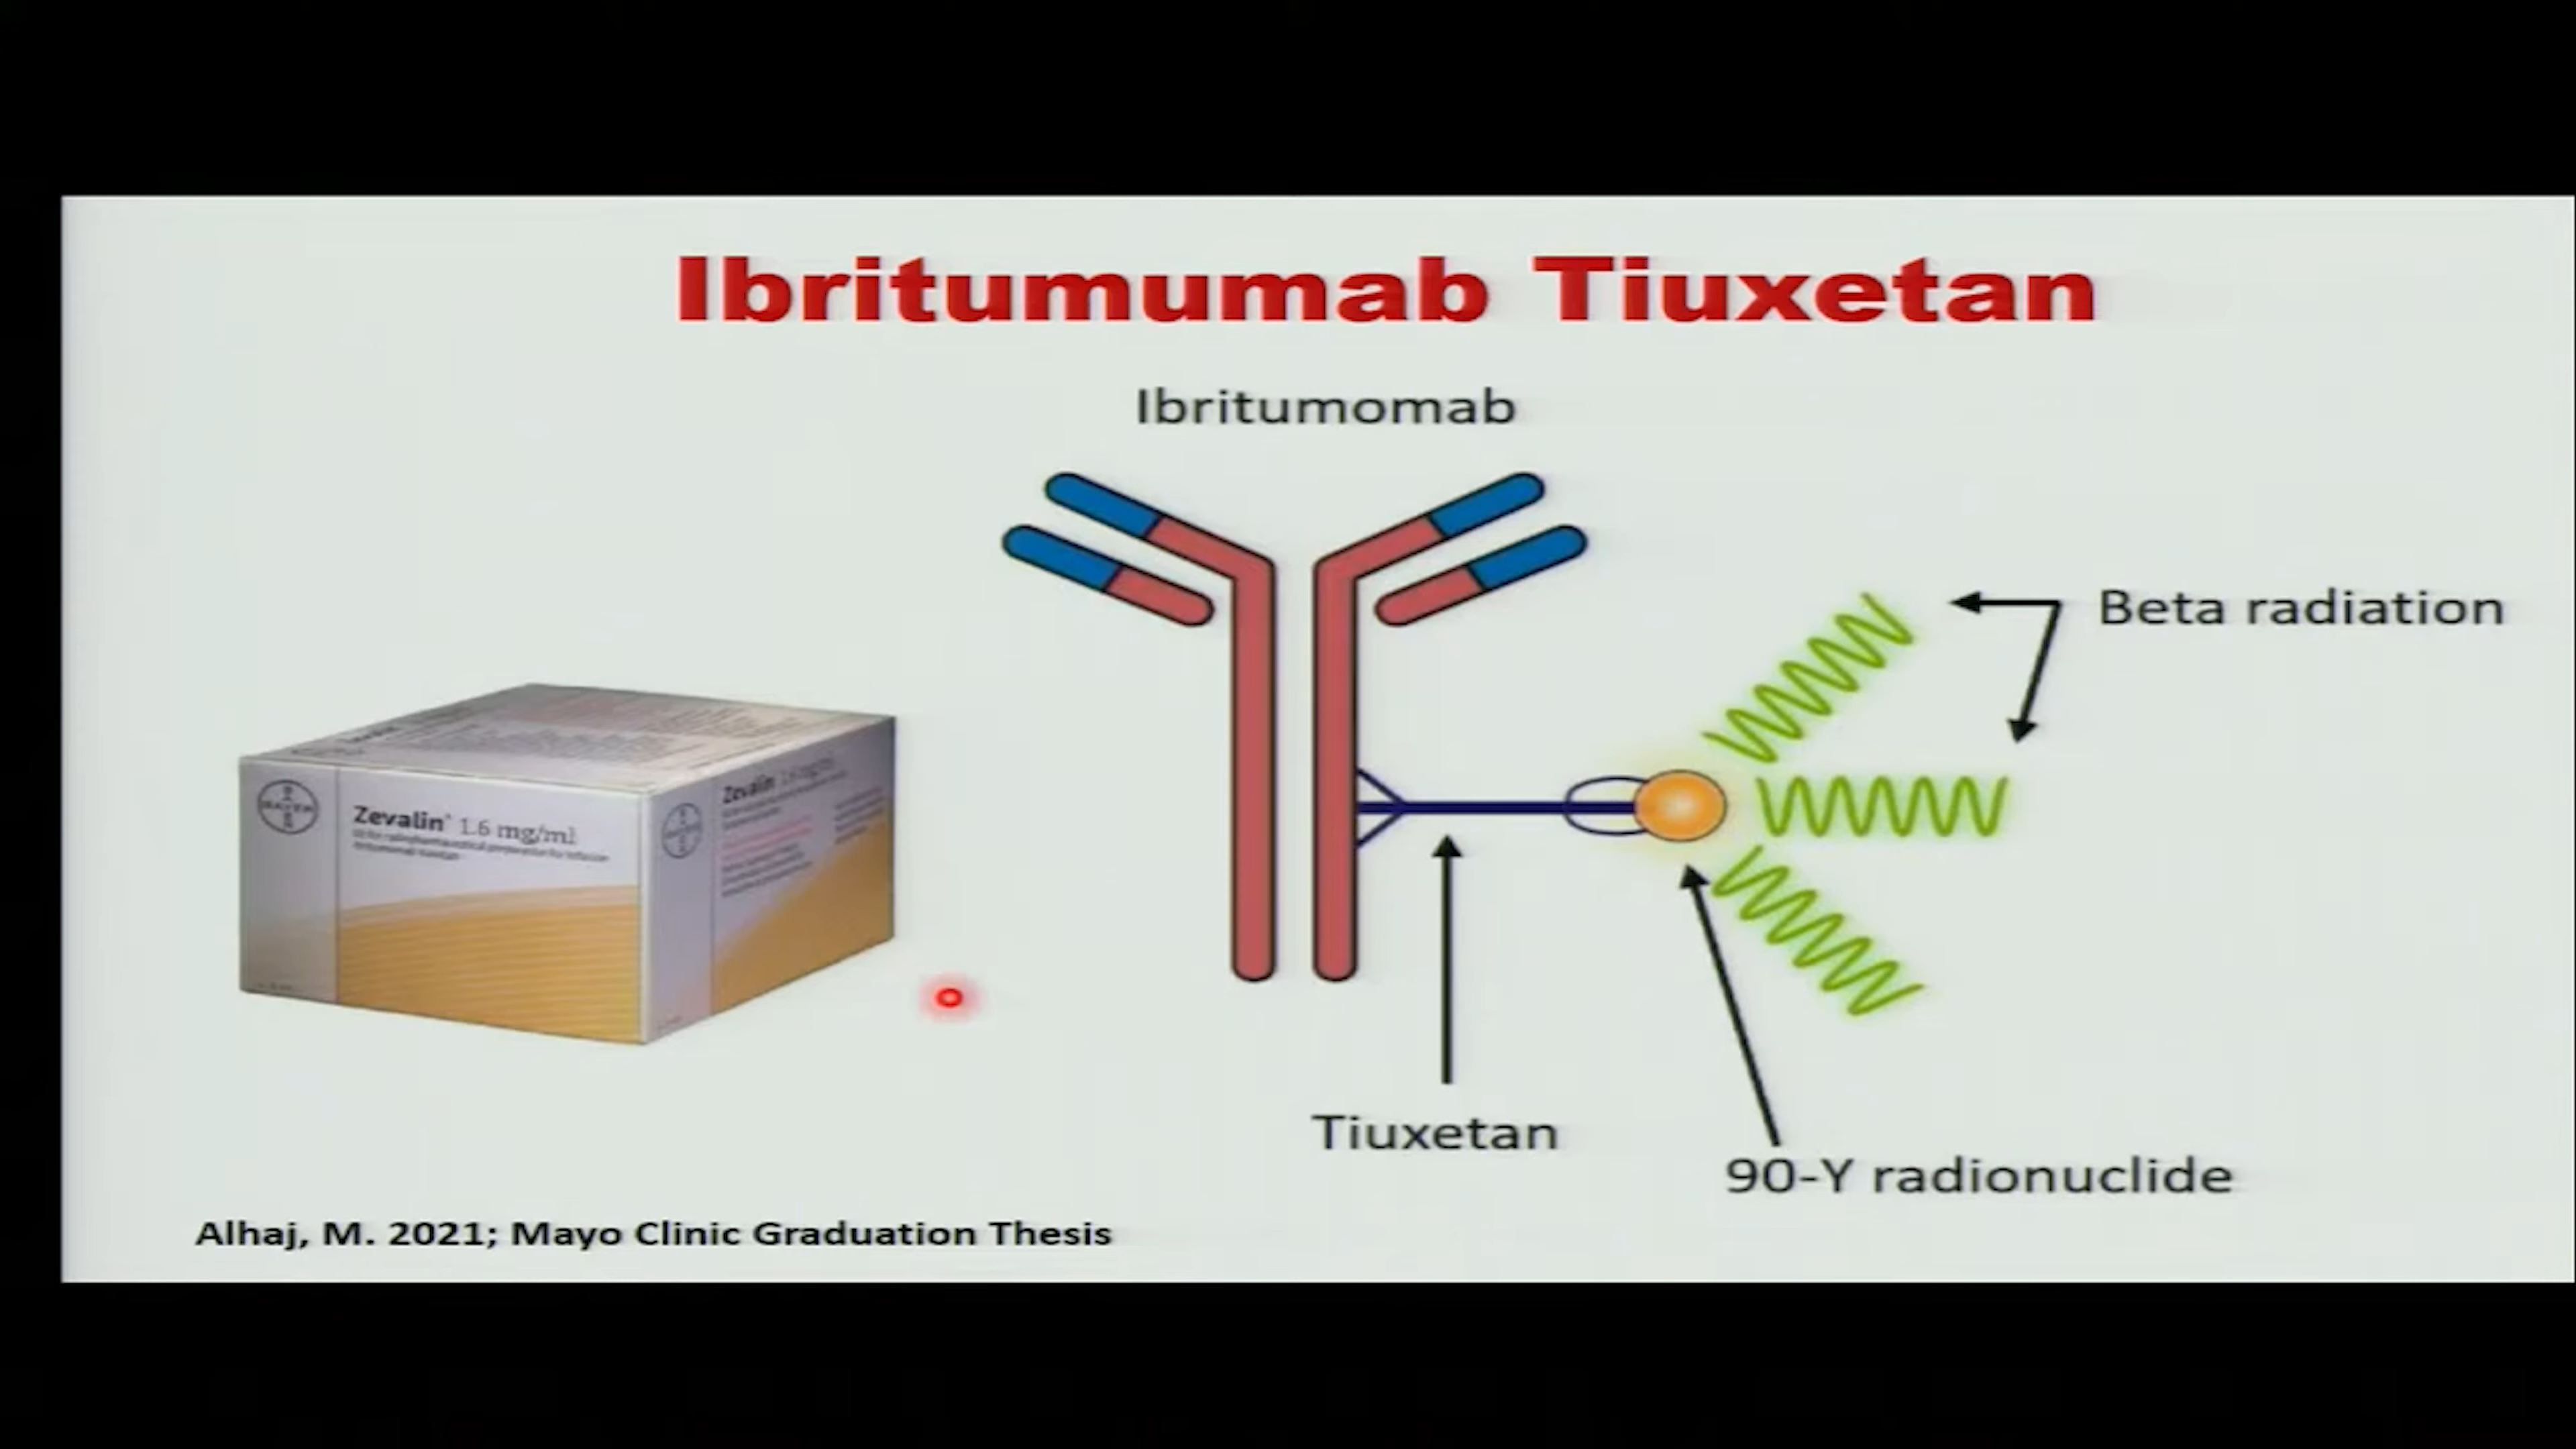 Ibritumumab Tiuxetan
Ibritumomab
Beta radiation
Zevalin 1.6 mg/ml
Zevalin
BAYER
Tiuxetan
90-Y radionuclide
Alhaj, M. 2021; Mayo Clinic Graduation Thesis